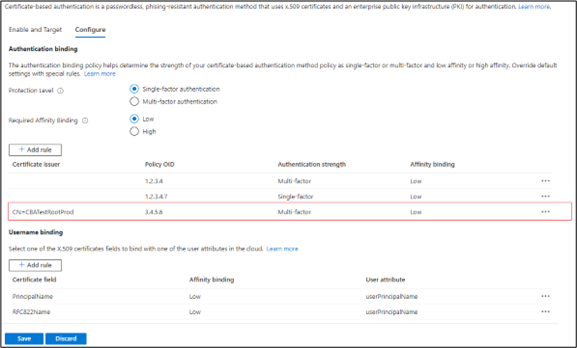 Certificate-based authentication is a passwordless, phising-resistant authentication method that uses x.509 certificates and an enterprise public key infrastructure (PKI) for authentication. Learn more.
Enable and Target Configure
Authentication binding
The authentication binding policy helps determine the strength of your certificate-based authentication method policy as single-factor or multi-factor and low affinity or high affinity. Override default
settings with special rules. Learn more
Protection Level Single-factor authentication
Multi-factor authentication
Required Affinity Binding Low
High
+ Add rule
Certificate issuer Policy OID Authentication strength Affinity binding
1.2.3.4 Multi-factor Low ...
1.2.3.4.7 Single-factor Low ...
CN=CBATestRootProd 3.4.5.6 Multi-factor Low ...
Username binding
Select one of the X.509 certificates fields to bind with one of the user attributes in the cloud. Learn more
+ Add rule
Certificate field Affinity binding User attribute
PrincipalName Low userPrincipalName ...
RFC822Name Low userPrincipalName ...
Save Discard